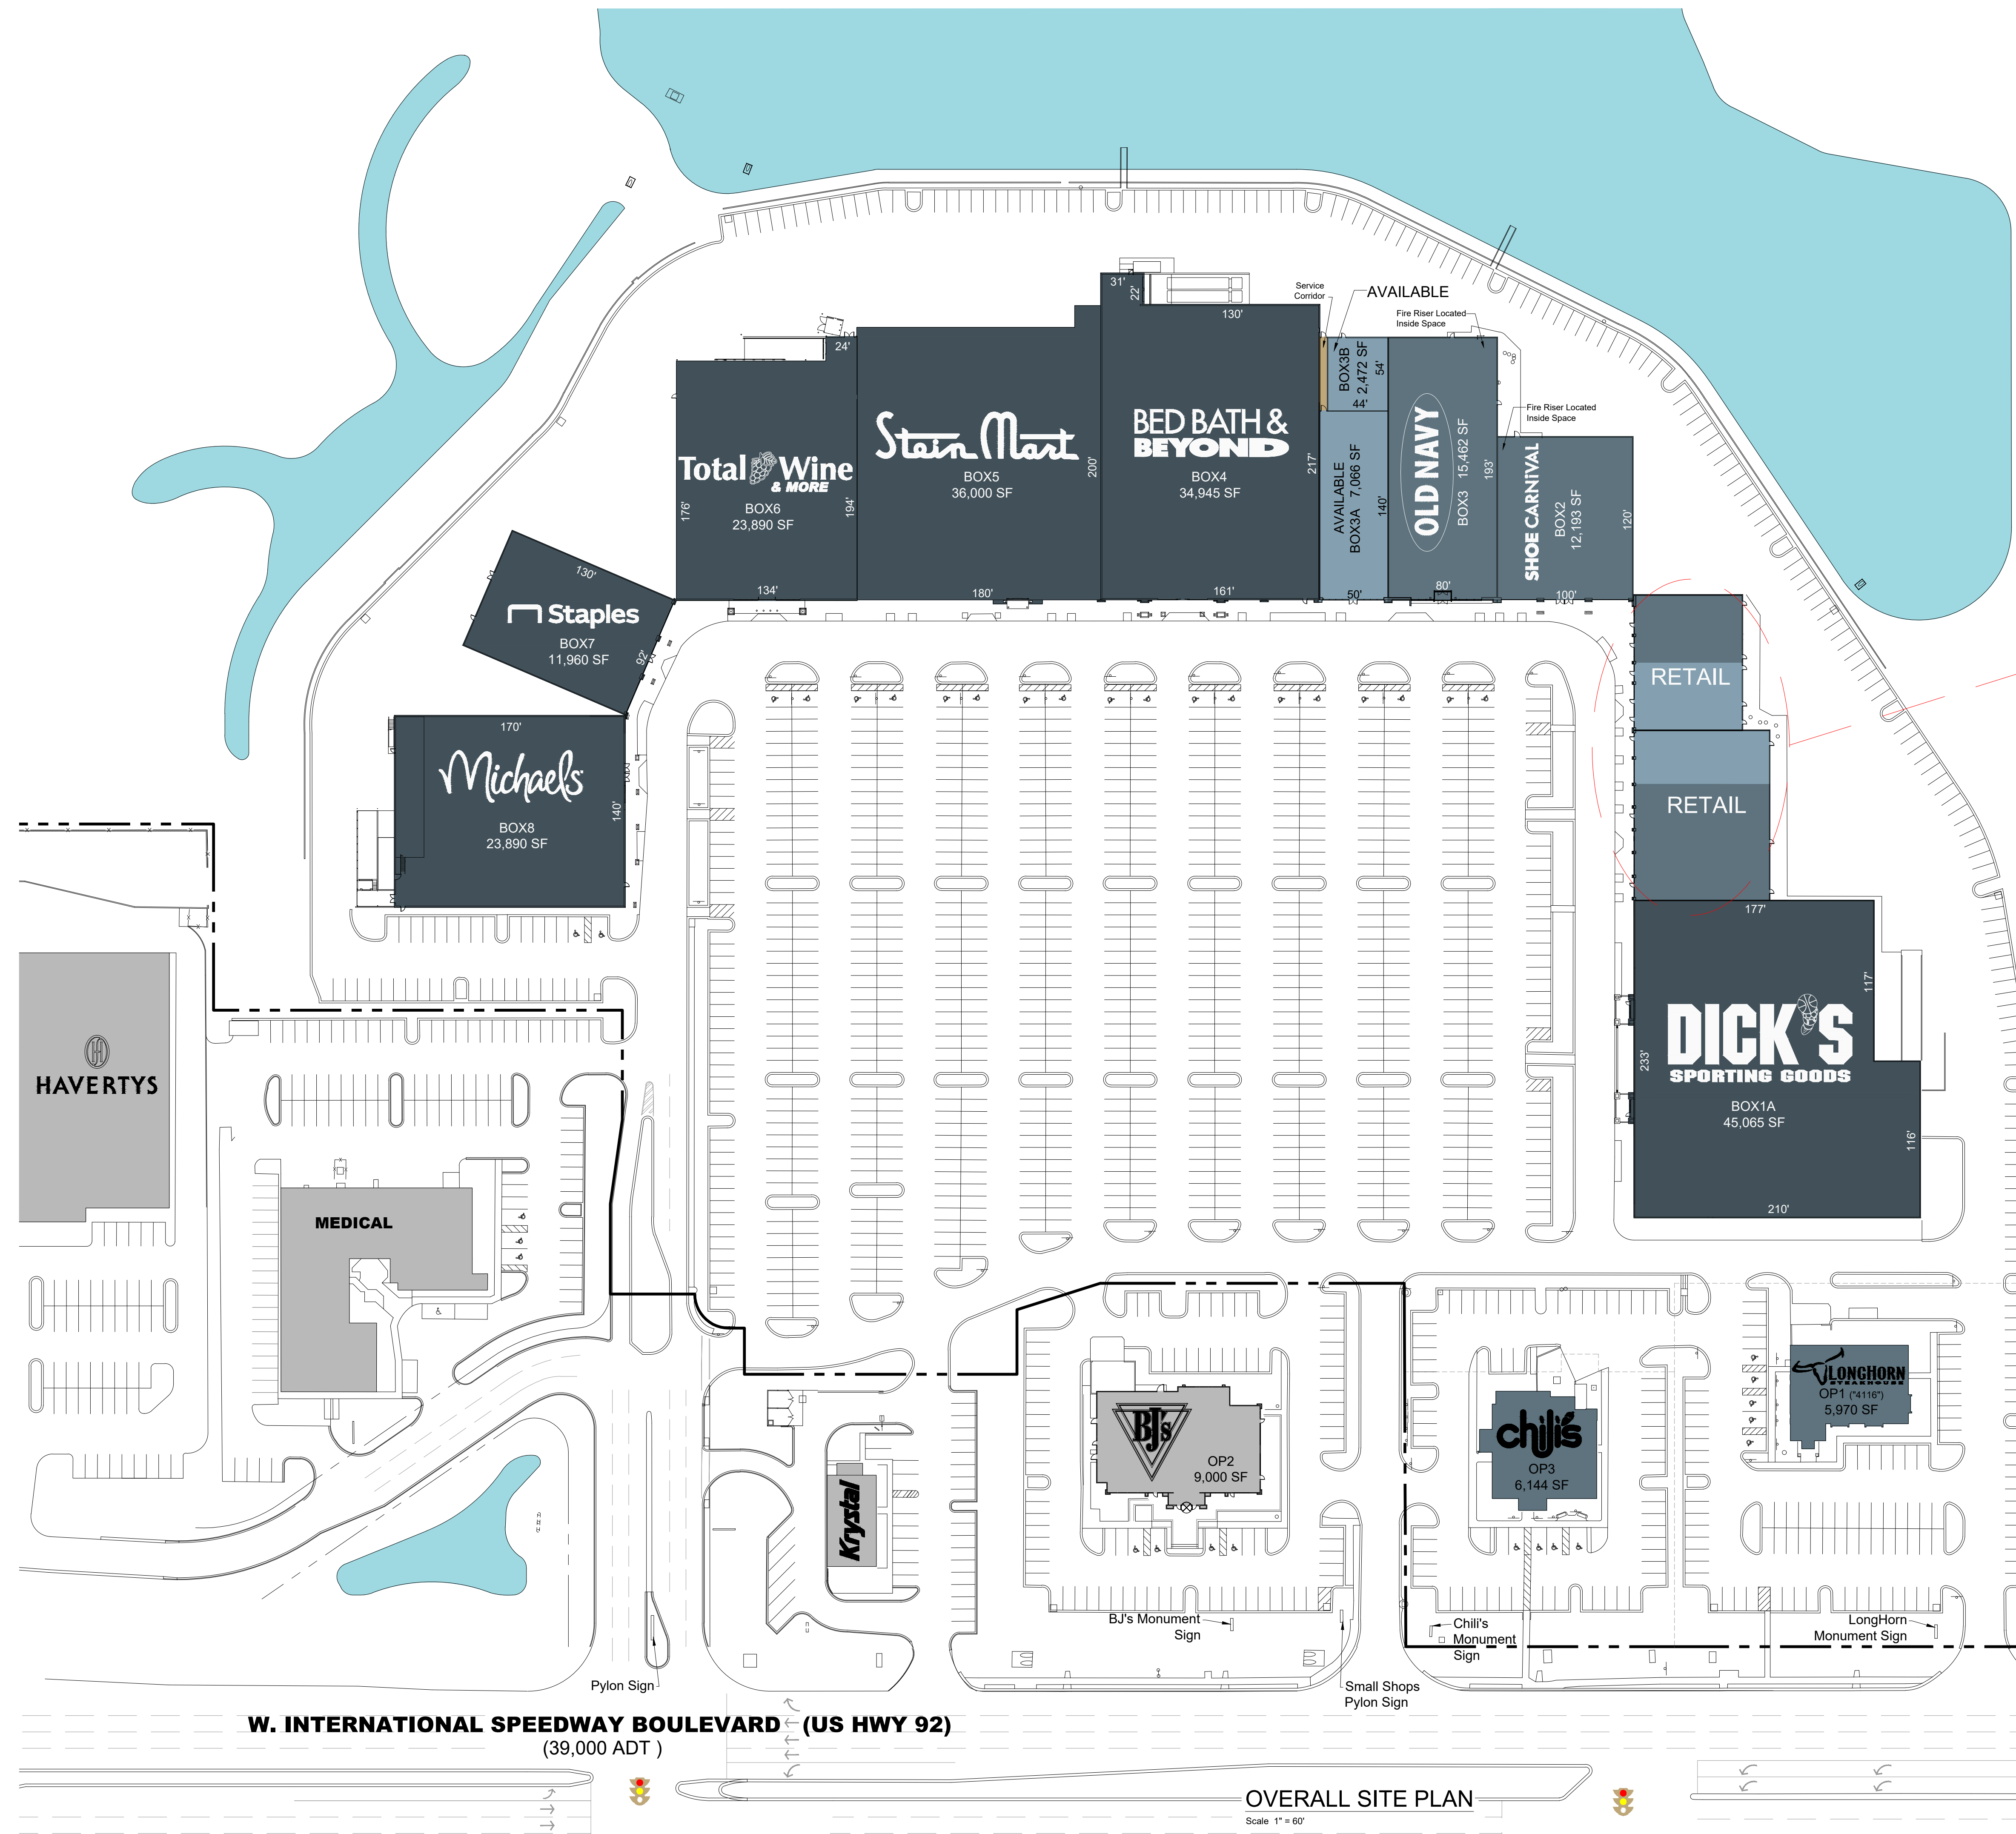 31'
22'
130'
Service
Corridor
AVAILABLE
Fire Riser Located
Inside Space
24'
BOX3B
2,472 SF
54'
44'
Fire Riser Located
Inside Space
Total Wine
& MORE
BOX6
23,890 SF
176'
194'
134'
Stein Mart
BOX5
36,000 SF
200'
180'
BED BATH &
BEYOND
BOX4
34,945 SF
217'
161'
AVAILABLE
BOX3A 7,066 SF
140'
50'
OLD NAVY
BOX3 15,462 SF
193'
80'
SHOE CARNIVAL
BOX2
12,193 SF
120'
100'
130'
Staples
BOX7
11,960 SF
92'
170'
Michaels
BOX8
23,890 SF
140'
RETAIL
RETAIL
177'
117'
DICK'S
SPORTING GOODS
BOX1A
45,065 SF
233'
116'
210'
HAVERTYS
MEDICAL
Krystal
BJ's
OP2
9,000 SF
chili's
OP3
6,144 SF
LONGHORN
STEAKHOUSE
OP1 ("4116")
5,970 SF
BJ's Monument
Sign
Chili's
Monument
Sign
LongHorn
Monument Sign
Pylon Sign
Small Shops
Pylon Sign
W. INTERNATIONAL SPEEDWAY BOULEVARD (US HWY 92)
(39,000 ADT )
OVERALL SITE PLAN
Scale 1" = 60'